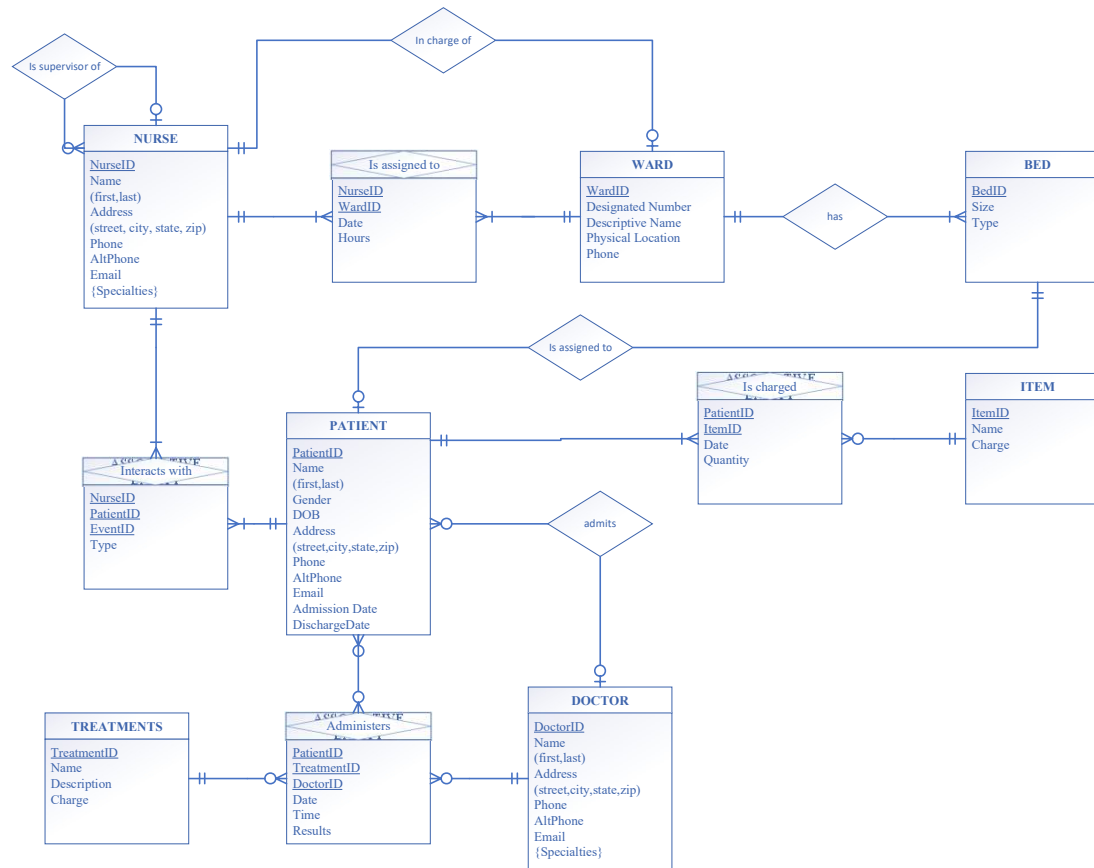 In charge of
Is supervisor of
NURSE
NurseID
Name
(first,last)
Address
(street, city, state, zip)
Phone
AltPhone
Email
{Specialties}
Is assigned to
NurseID
WardID
Date
Hours
WARD
WardID
Designated Number
Descriptive Name
Physical Location
Phone
has
BED
BedID
Size
Type
Is assigned to
Is charged
PatientID
ItemID
Date
Quantity
ITEM
ItemID
Name
Charge
PATIENT
PatientID
Name
(first,last)
Gender
DOB
Address
(street,city,state,zip)
Phone
AltPhone
Email
Admission Date
DischargeDate
Interacts with
NurseID
PatientID
EventID
Type
admits
TREATMENTS
TreatmentID
Name
Description
Charge
Administers
PatientID
TreatmentID
DoctorID
Date
Time
Results
DOCTOR
DoctorID
Name
(first,last)
Address
(street,city,state,zip)
Phone
AltPhone
Email
{Specialties}